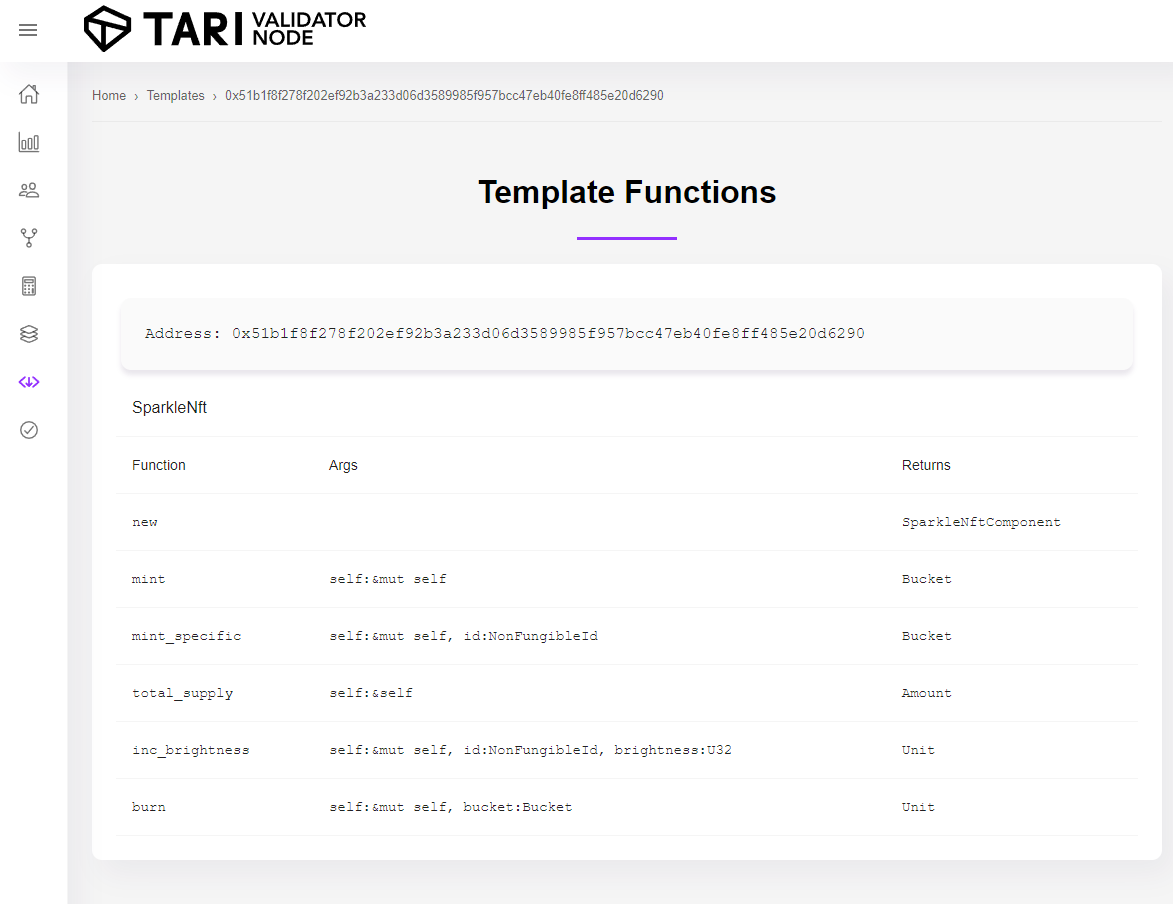 TARI VALIDATOR NODE
Home › Templates › 0x51b1f8f278f202ef92b3a233d06d3589985f957bcc47eb40fe8ff485e20d6290
Template Functions
Address: 0x51b1f8f278f202ef92b3a233d06d3589985f957bcc47eb40fe8ff485e20d6290
SparkleNft
Function Args Returns
new SparkleNftComponent
mint self:&mut self Bucket
mint_specific self:&mut self, id:NonFungibleId Bucket
total_supply self:&self Amount
inc_brightness self:&mut self, id:NonFungibleId, brightness:U32 Unit
burn self:&mut self, bucket:Bucket Unit